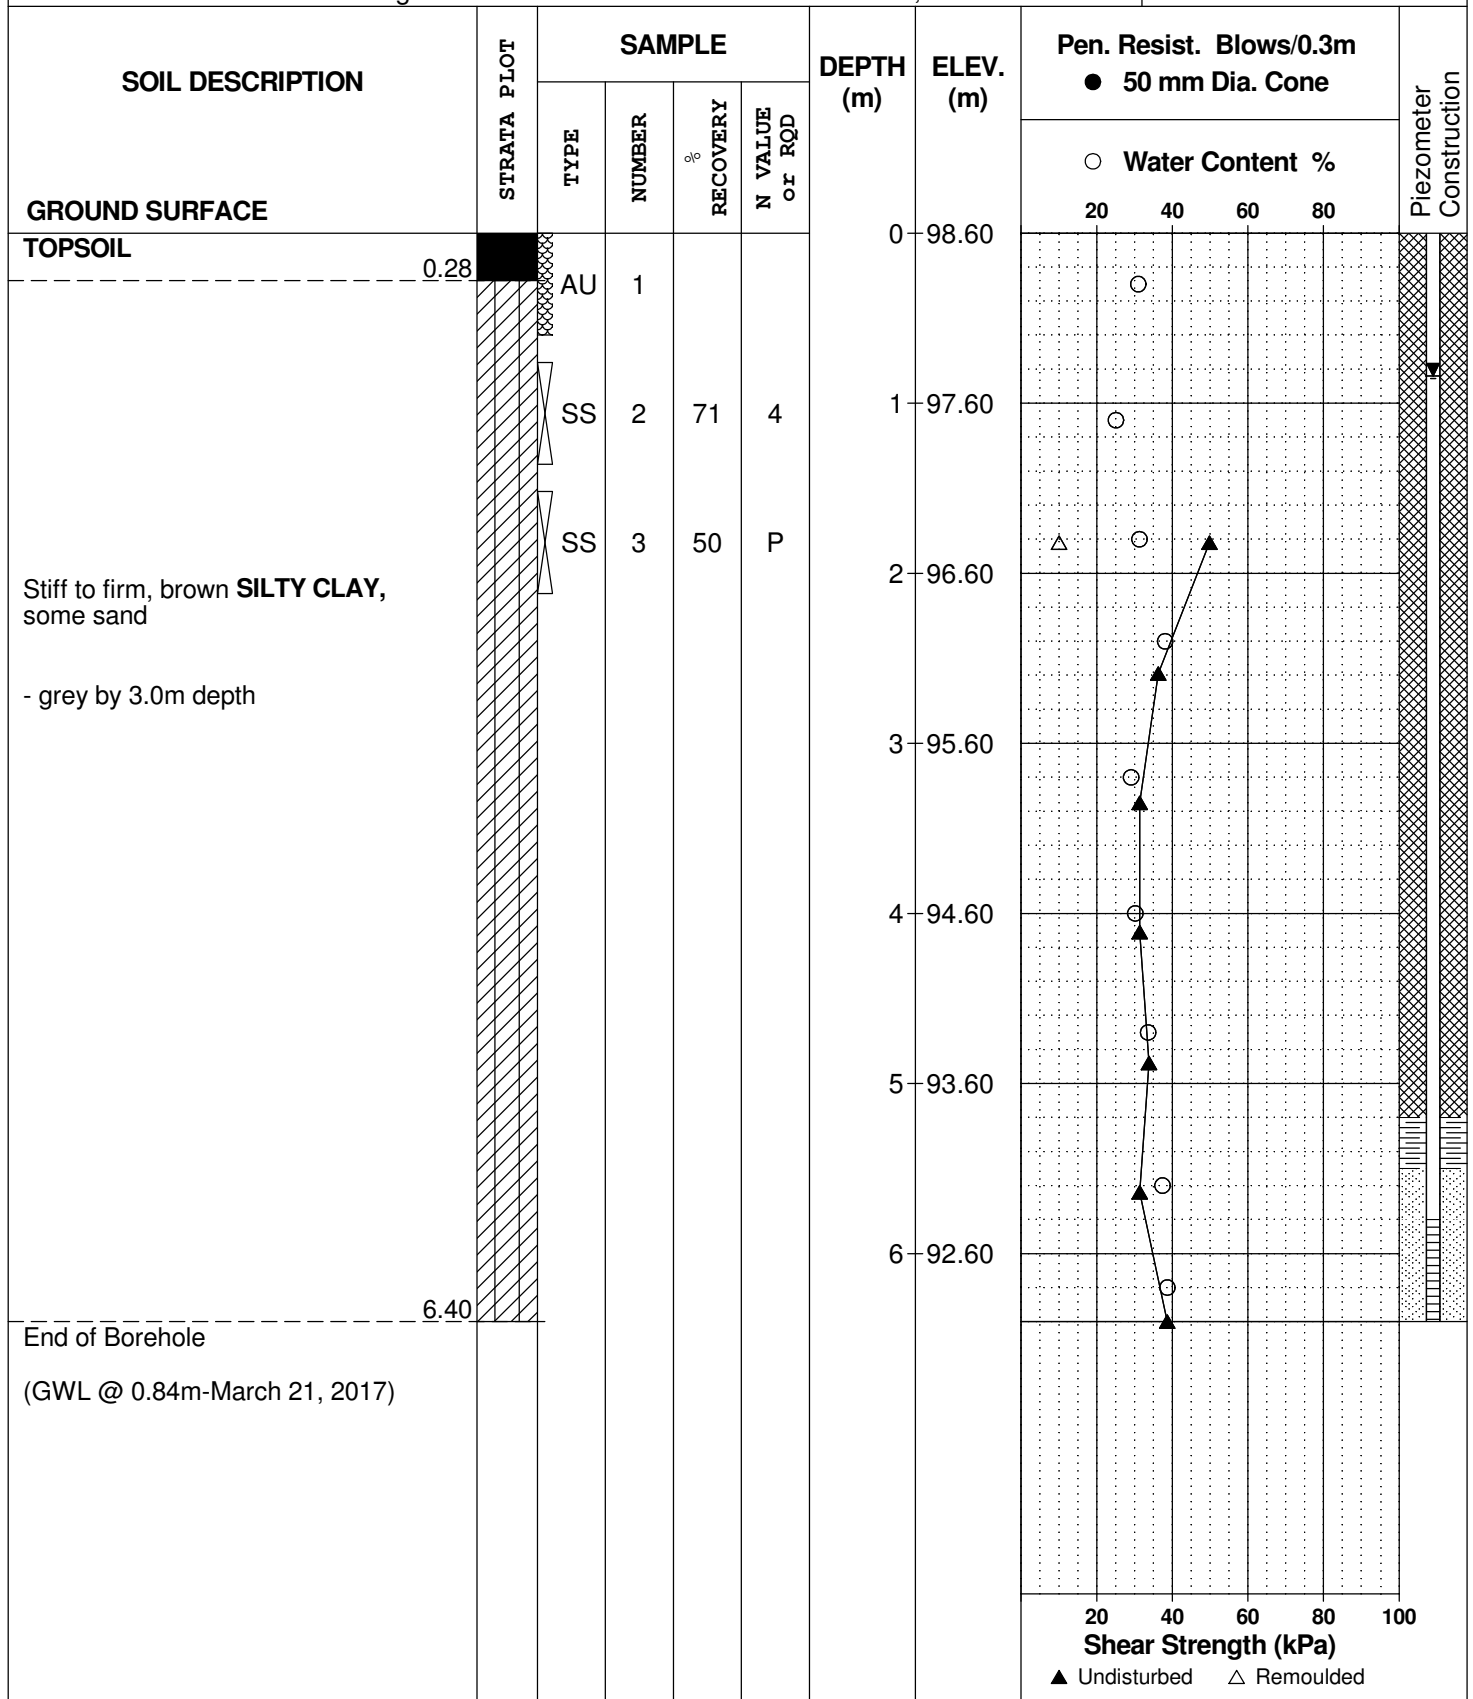 SOIL DESCRIPTION
GROUND SURFACE
STRATA PLOT
SAMPLE
TYPE
NUMBER
% RECOVERY
N VALUE or RQD
DEPTH (m)
ELEV. (m)
Pen. Resist. Blows/0.3m
● 50 mm Dia. Cone
○ Water Content %
20 40 60 80
Piezometer Construction
TOPSOIL
0.28
AU 1
SS 2 71 4
SS 3 50 P
Stiff to firm, brown SILTY CLAY,
some sand
- grey by 3.0m depth
6.40
End of Borehole
(GWL @ 0.84m-March 21, 2017)
0 98.60
1 97.60
2 96.60
3 95.60
4 94.60
5 93.60
6 92.60
20 40 60 80 100
Shear Strength (kPa)
▲ Undisturbed △ Remoulded